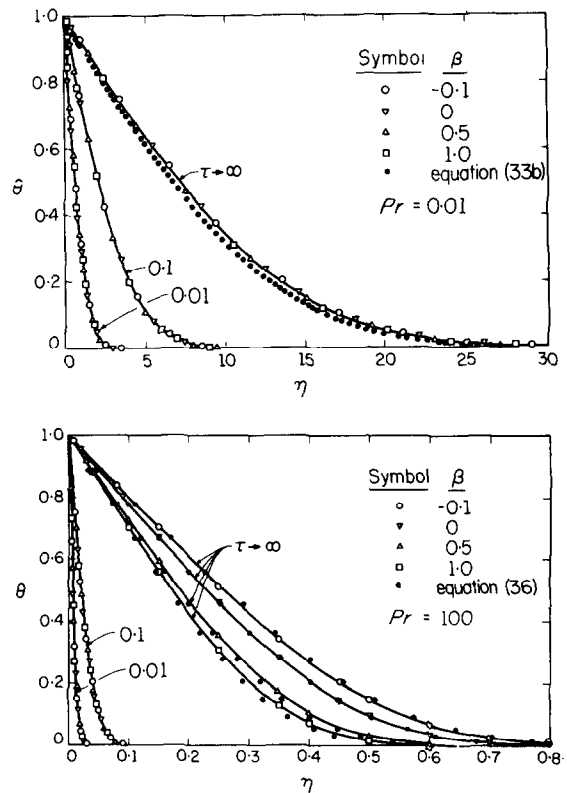 1·0
0·8
0·6
0·4
0·2
0
θ
Symbol β
-0·1
0
0·5
1·0
equation (33b)
Pr = 0·01
τ→∞
0·1
0·01
0 5 10 15 20 25 30
η
1·0
0·8
0·6
0·4
0·2
0
θ
Symbol β
-0·1
0
0·5
1·0
equation (36)
Pr = 100
τ→∞
0·1
0·01
0 0·1 0·2 0·3 0·4 0·5 0·6 0·7 0·8
η